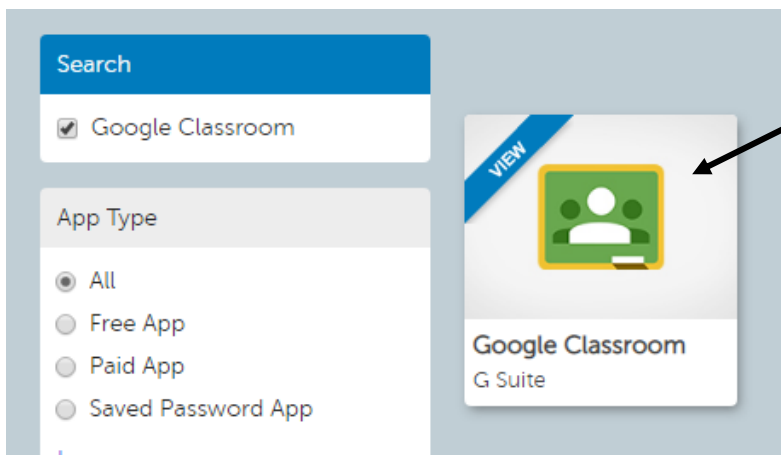 Search
Google Classroom
App Type
All
Free App
Paid App
Saved Password App
VIEW
Google Classroom
G Suite